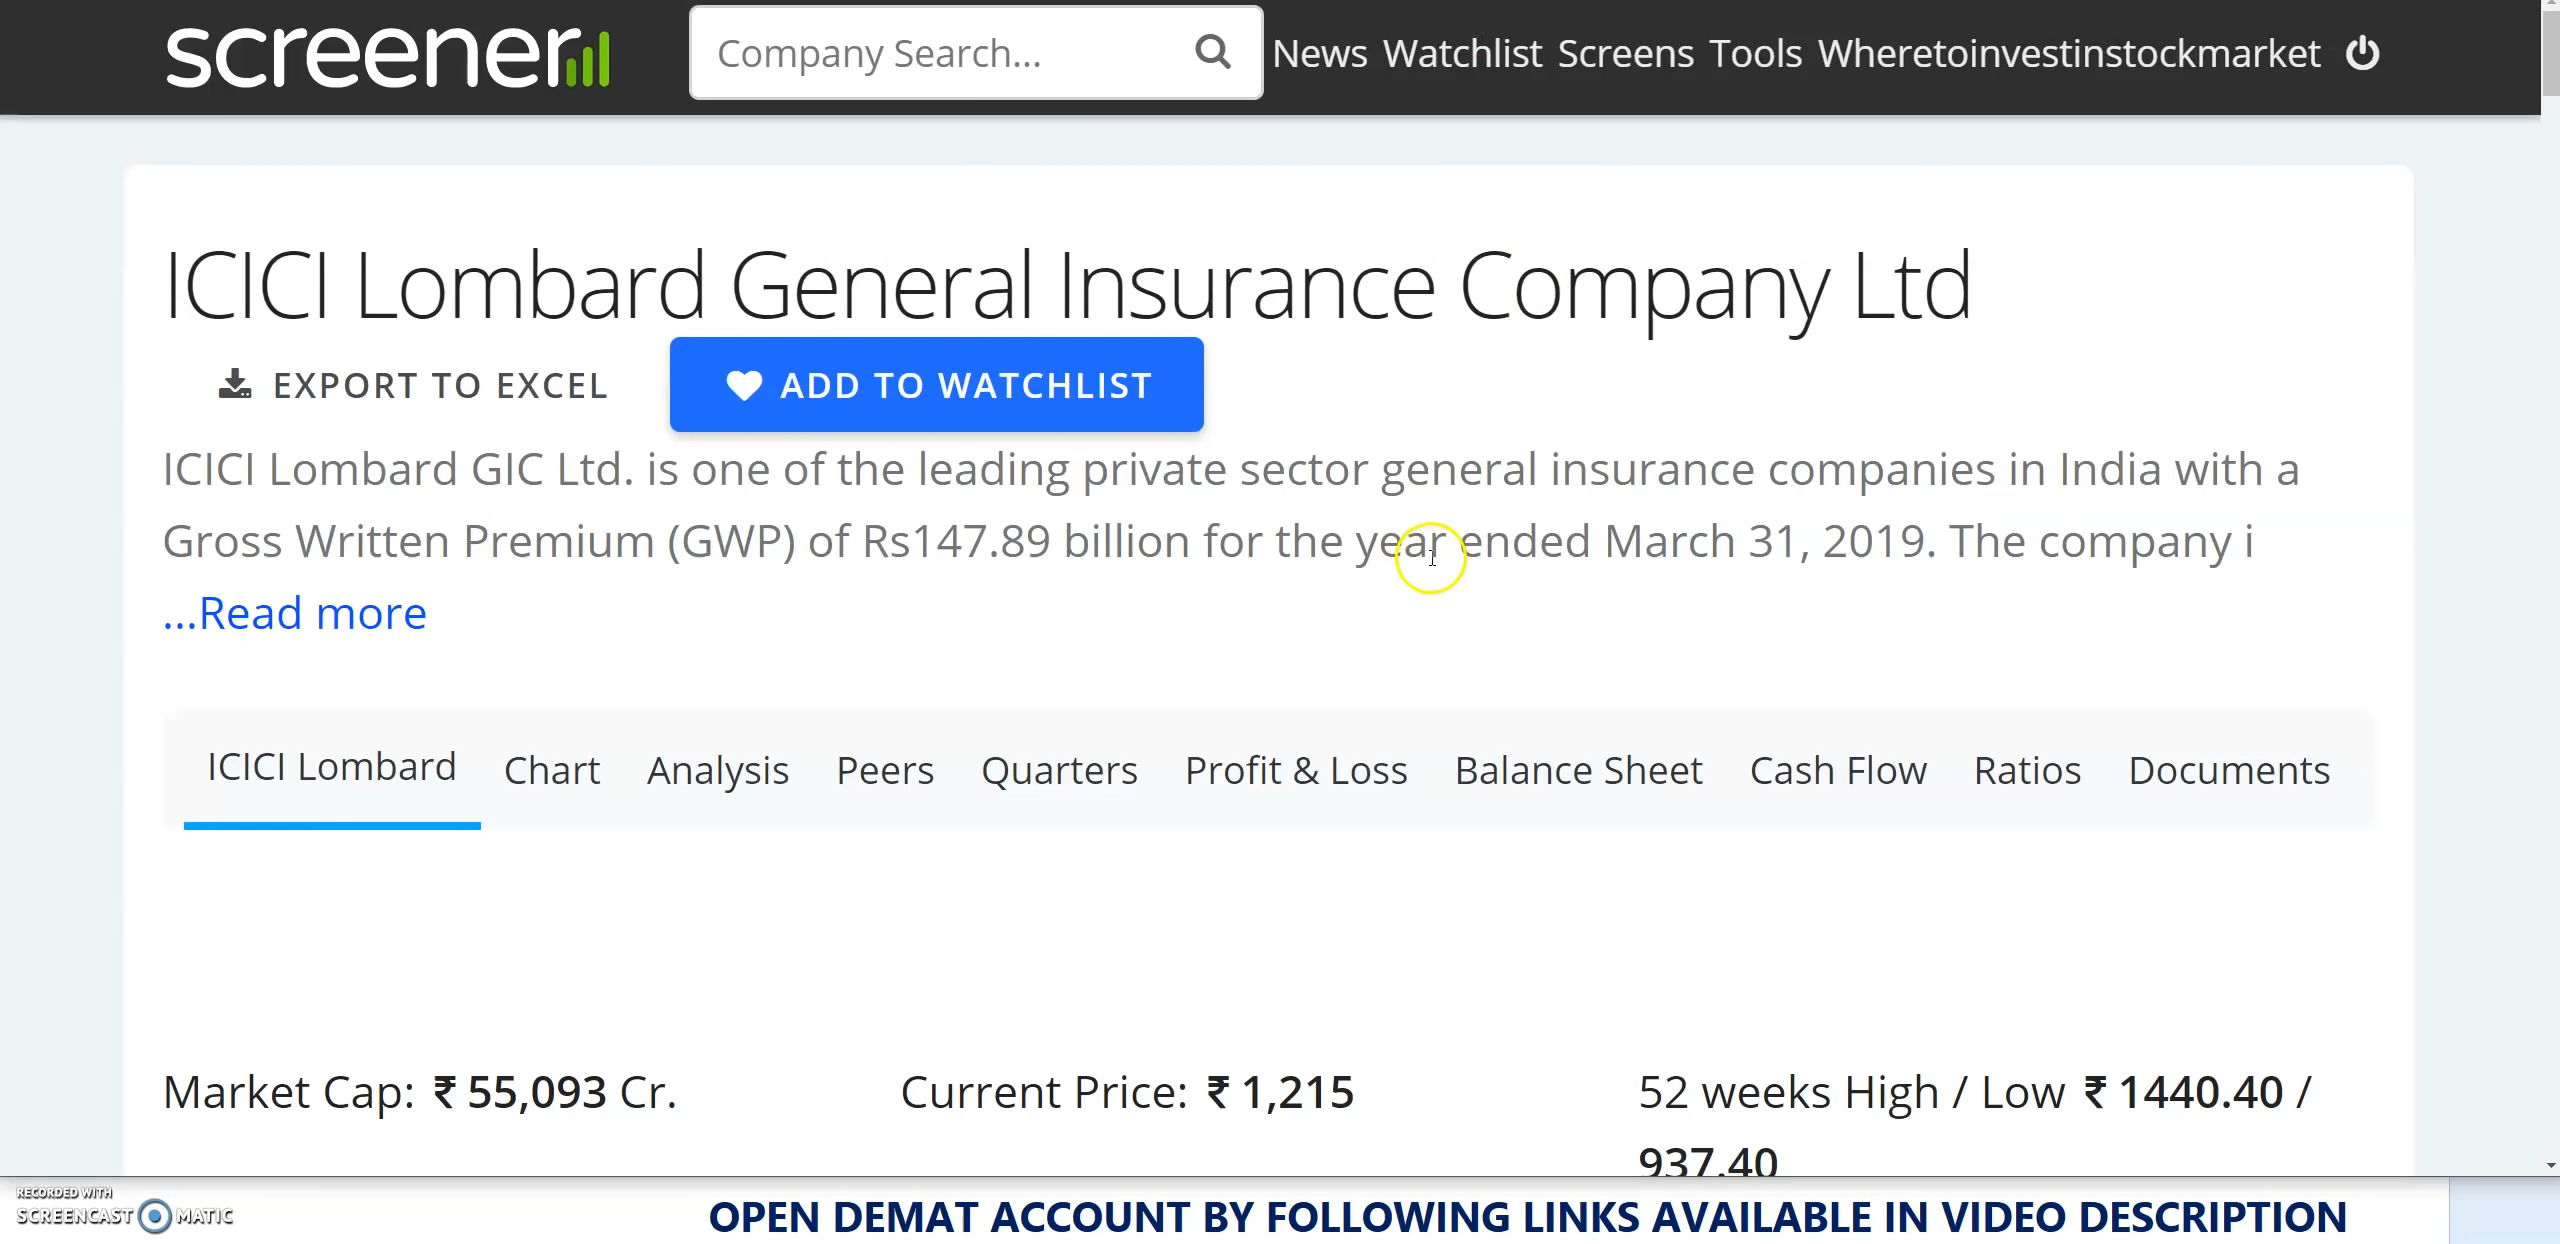 screener
Company Search...
News Watchlist Screens Tools Wheretoinvestinstockmarket
ICICI Lombard General Insurance Company Ltd
EXPORT TO EXCEL
ADD TO WATCHLIST
ICICI Lombard GIC Ltd. is one of the leading private sector general insurance companies in India with a
Gross Written Premium (GWP) of Rs147.89 billion for the year ended March 31, 2019. The company i
...Read more
ICICI Lombard Chart Analysis Peers Quarters Profit & Loss Balance Sheet Cash Flow Ratios Documents
Market Cap: ₹ 55,093 Cr.
Current Price: ₹ 1,215
52 weeks High / Low ₹ 1440.40 /
937.40
RECORDED WITH
SCREENCAST MATIC
OPEN DEMAT ACCOUNT BY FOLLOWING LINKS AVAILABLE IN VIDEO DESCRIPTION